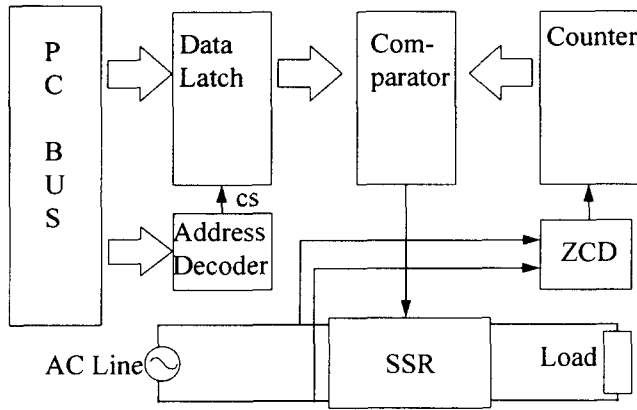 P
C
B
U
S
Data
Latch
Com-
parator
Counter
cs
Address
Decoder
ZCD
AC Line
SSR
Load